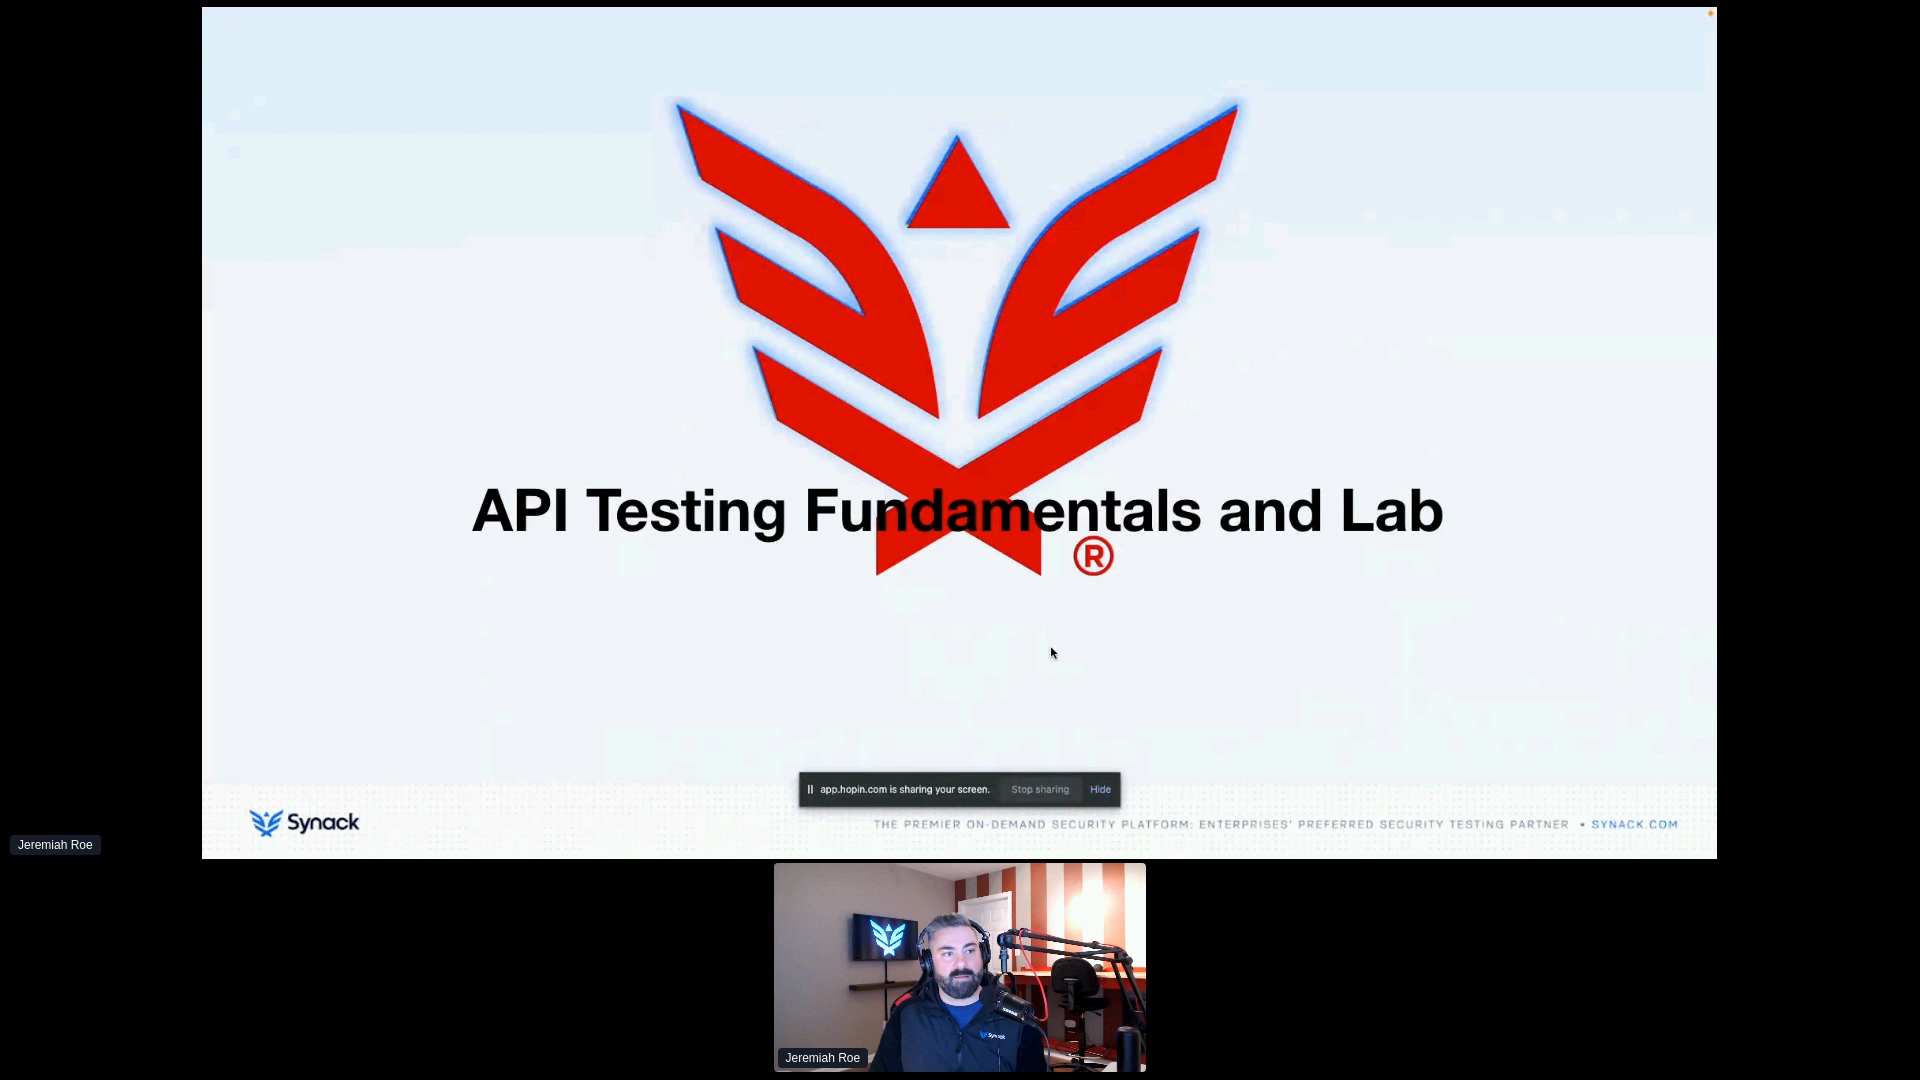 API Testing Fundamentals and Lab
®
app.hopin.com is sharing your screen. Stop sharing Hide
Synack
THE PREMIER ON-DEMAND SECURITY PLATFORM: ENTERPRISES' PREFERRED SECURITY TESTING PARTNER • SYNACK.COM
Jeremiah Roe
Synack
Jeremiah Roe